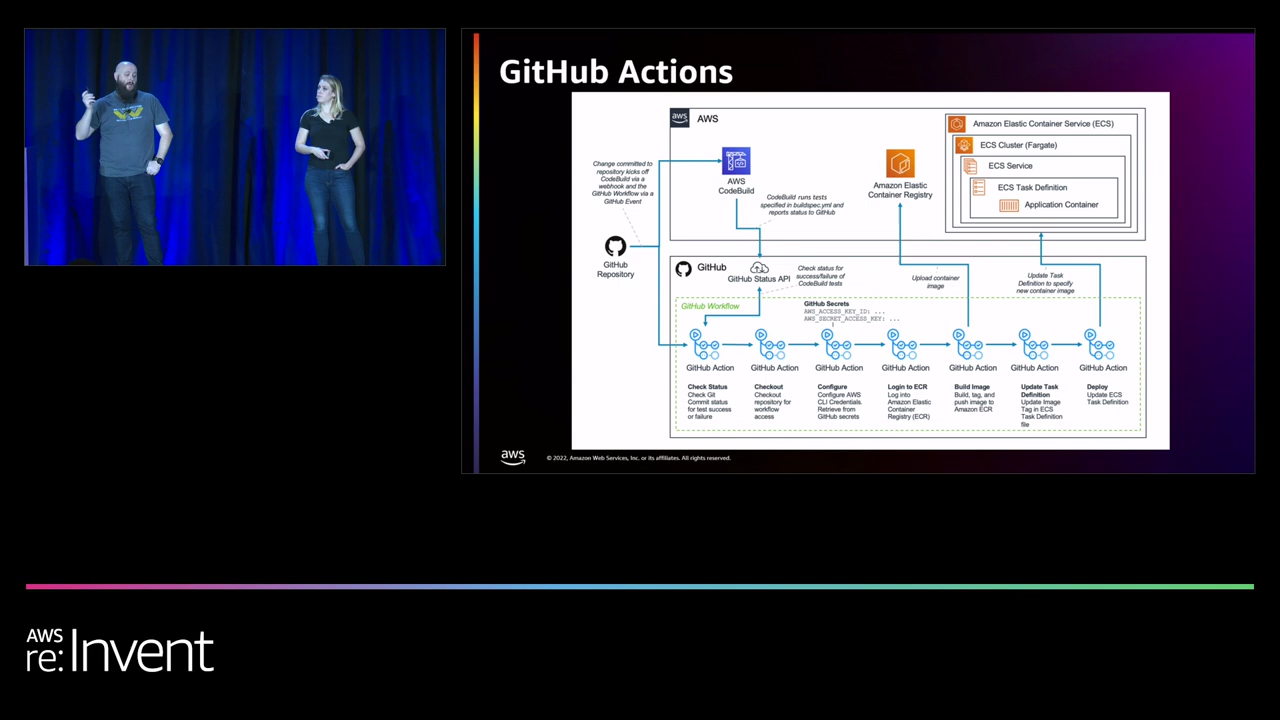 GitHub Actions
aws
AWS
Amazon Elastic Container Service (ECS)
ECS Cluster (Fargate)
ECS Service
ECS Task Definition
Application Container
Change committed to
repository kicks off
CodeBuild via a
webhook and the
GitHub Workflow via a
GitHub Event
AWS
CodeBuild
Amazon Elastic
Container Registry
CodeBuild runs tests
specified in buildspec.yml and
reports status to GitHub
GitHub
Repository
GitHub
GitHub Status API
Check status for
success/failure of
CodeBuild tests
Upload container
image
Update Task
Definition to specify
new container image
GitHub Workflow
GitHub Secrets
AWS_ACCESS_KEY_ID: ...
AWS_SECRET_ACCESS_KEY: ...
GitHub Action
GitHub Action
GitHub Action
GitHub Action
GitHub Action
GitHub Action
GitHub Action
Check Status
Check Git
Commit status
for test success
or failure
Checkout
Checkout
repository for
workflow
access
Configure
Configure AWS
CLI Credentials.
Retrieve from
GitHub secrets
Login to ECR
Log into
Amazon Elastic
Container
Registry (ECR)
Build Image
Build, tag, and
push image to
Amazon ECR
Update Task
Definition
Update Image
Tag in ECS
Task Definition
file
Deploy
Update ECS
Task Definition
aws
© 2022, Amazon Web Services, Inc. or its affiliates. All rights reserved.
AWS
re:Invent